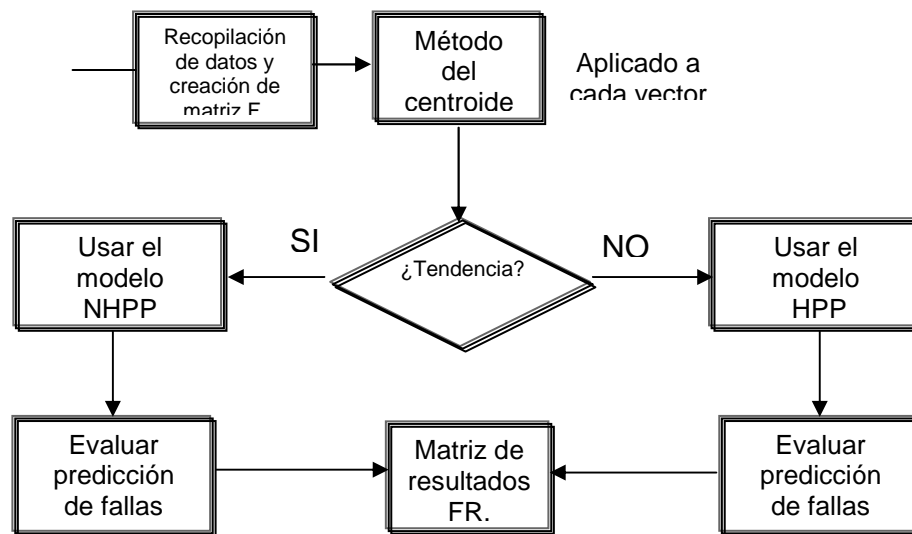 Recopilación
de datos y
creación de
matriz F
Método
del
centroide
Aplicado a
cada vector
SI
¿Tendencia?
NO
Usar el
modelo
NHPP
Usar el
modelo
HPP
Evaluar
predicción
de fallas
Matriz de
resultados
FR.
Evaluar
predicción
de fallas